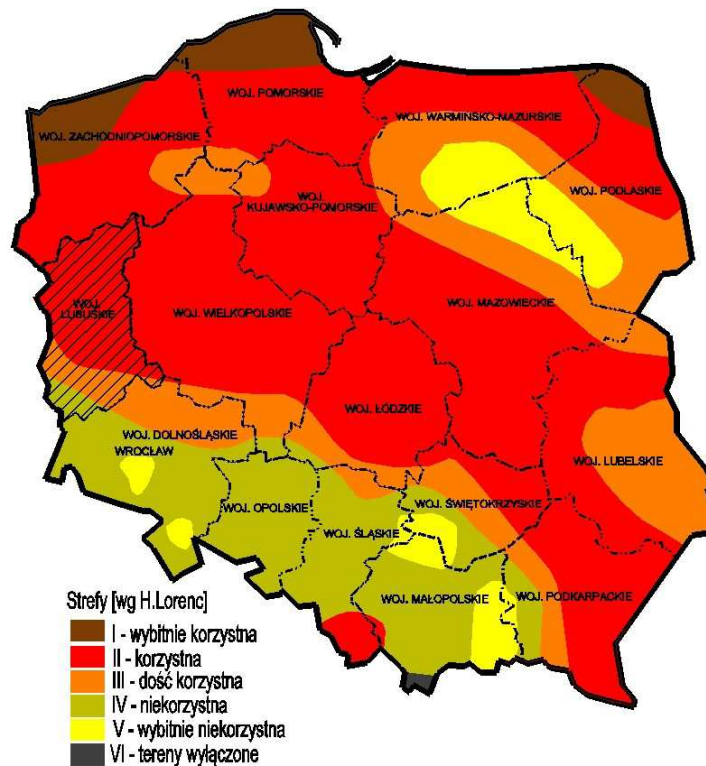 WOJ. POMORSKIE
WOJ. WARMIŃSKO-MAZURSKIE
WOJ. ZACHODNIOPOMORSKIE
WOJ. PODLASKIE
WOJ.
KUJAWSKO-POMORSKIE
WOJ.
LUBUSKIE
WOJ. WIELKOPOLSKIE
WOJ. MAZOWIECKIE
WOJ. ŁÓDZKIE
WOJ. DOLNOŚLĄSKIE
WROCŁAW
WOJ. LUBELSKIE
WOJ. OPOLSKIE
WOJ. ŚWIĘTOKRZYSKIE
WOJ. ŚLĄSKIE
WOJ. MAŁOPOLSKIE
WOJ. PODKARPACKIE
Strefy [wg H.Lorenc]
I - wybitnie korzystna
II - korzystna
III - dość korzystna
IV - niekorzystna
V - wybitnie niekorzystna
VI - tereny wyłączone